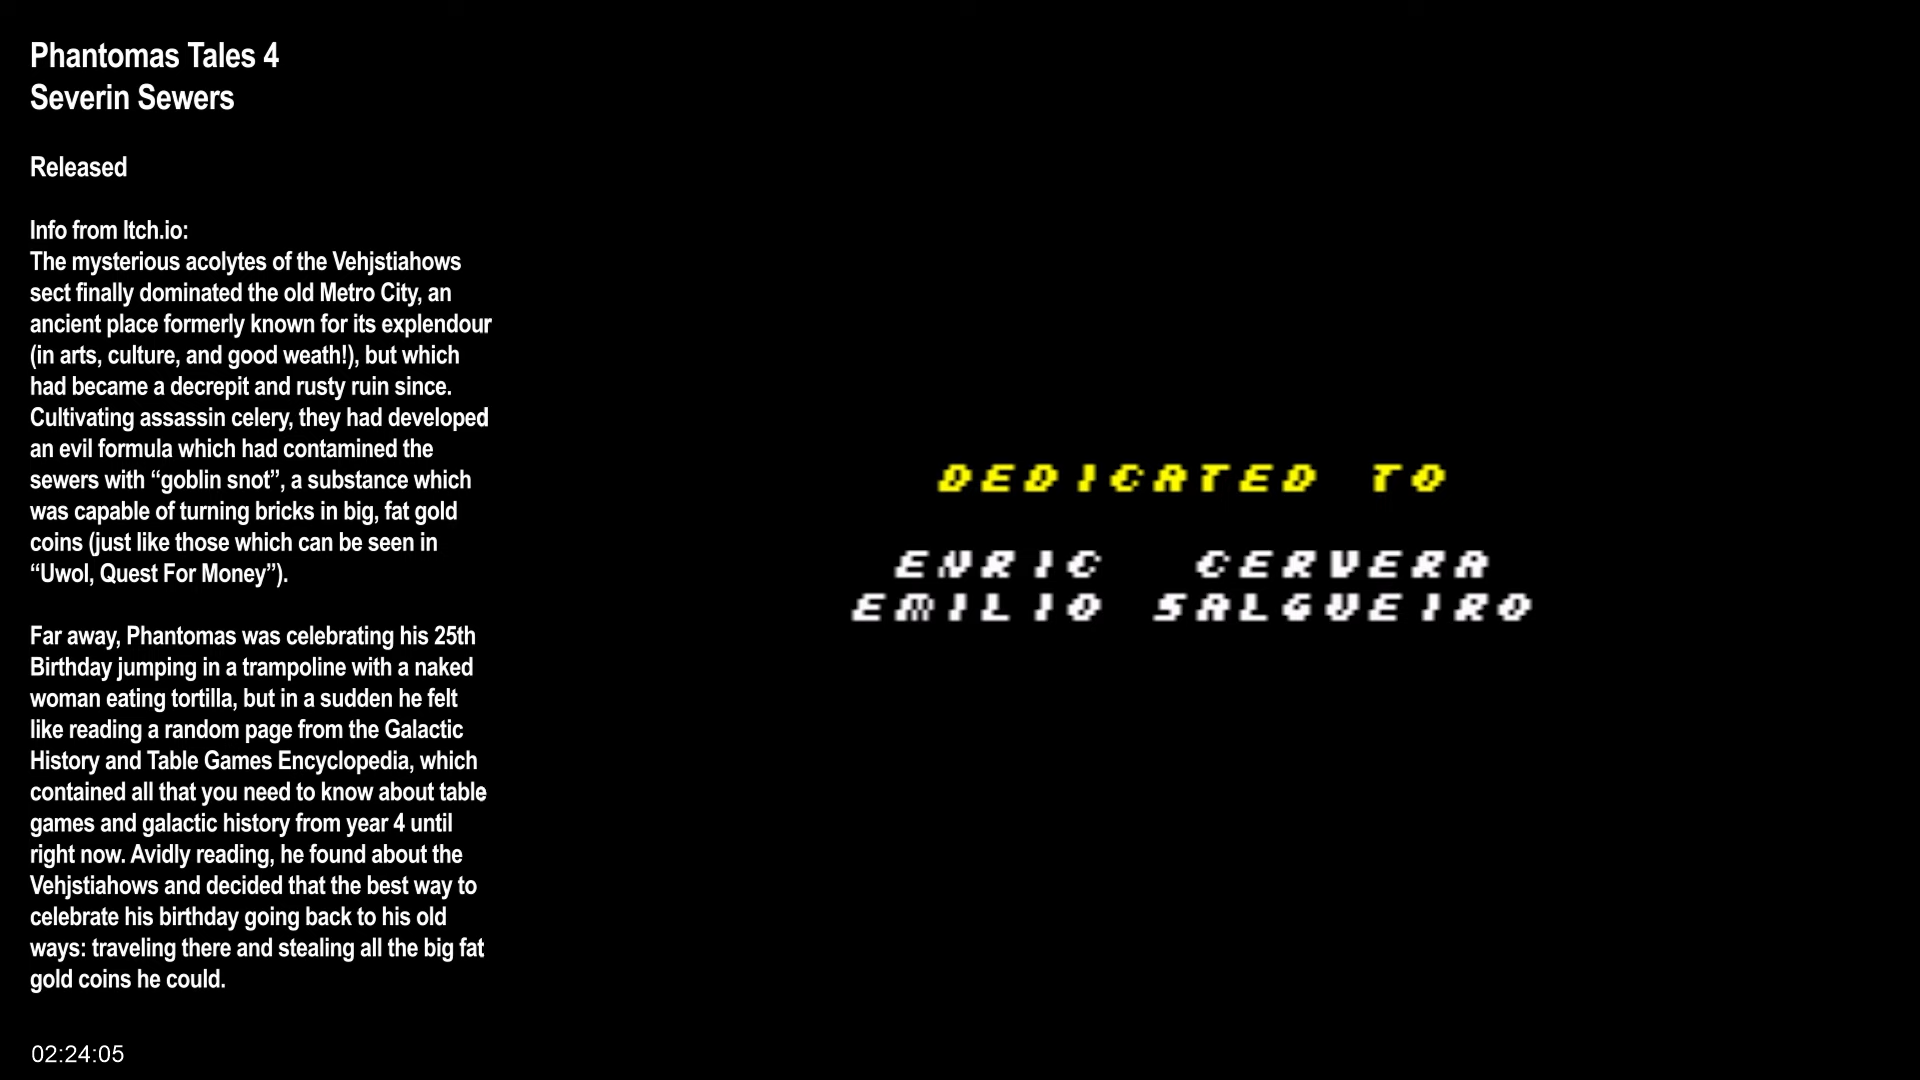 Phantomas Tales 4
Severin Sewers
Released
Info from Itch.io:
The mysterious acolytes of the Vehjstiahows
sect finally dominated the old Metro City, an
ancient place formerly known for its explendour
(in arts, culture, and good weath!), but which
had became a decrepit and rusty ruin since.
Cultivating assassin celery, they had developed
an evil formula which had contamined the
sewers with “goblin snot”, a substance which
was capable of turning bricks in big, fat gold
coins (just like those which can be seen in
“Uwol, Quest For Money”).
Far away, Phantomas was celebrating his 25th
Birthday jumping in a trampoline with a naked
woman eating tortilla, but in a sudden he felt
like reading a random page from the Galactic
History and Table Games Encyclopedia, which
contained all that you need to know about table
games and galactic history from year 4 until
right now. Avidly reading, he found about the
Vehjstiahows and decided that the best way to
celebrate his birthday going back to his old
ways: traveling there and stealing all the big fat
gold coins he could.
02:24:05
DEDICATED TO
ENRIC CERVERA
EMILIO SALGUEIRO